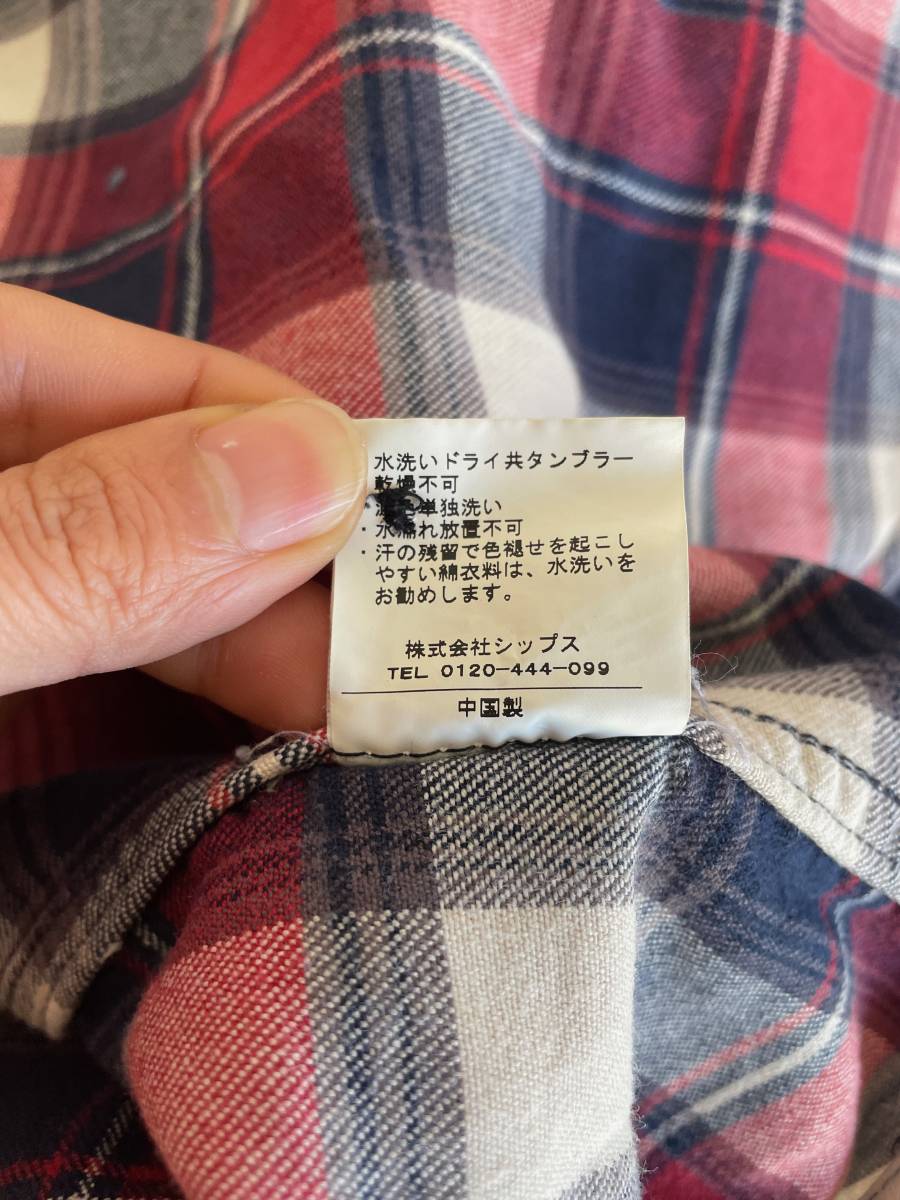 水洗いドライ共タンブラー
乾燥不可
単独洗い
・水濡れ放置不可
・汗の残留で色褪せを起こし
やすい綿衣料は、水洗いを
お勧めします。
株式会社シップス
TEL 0120-444-099
中国製